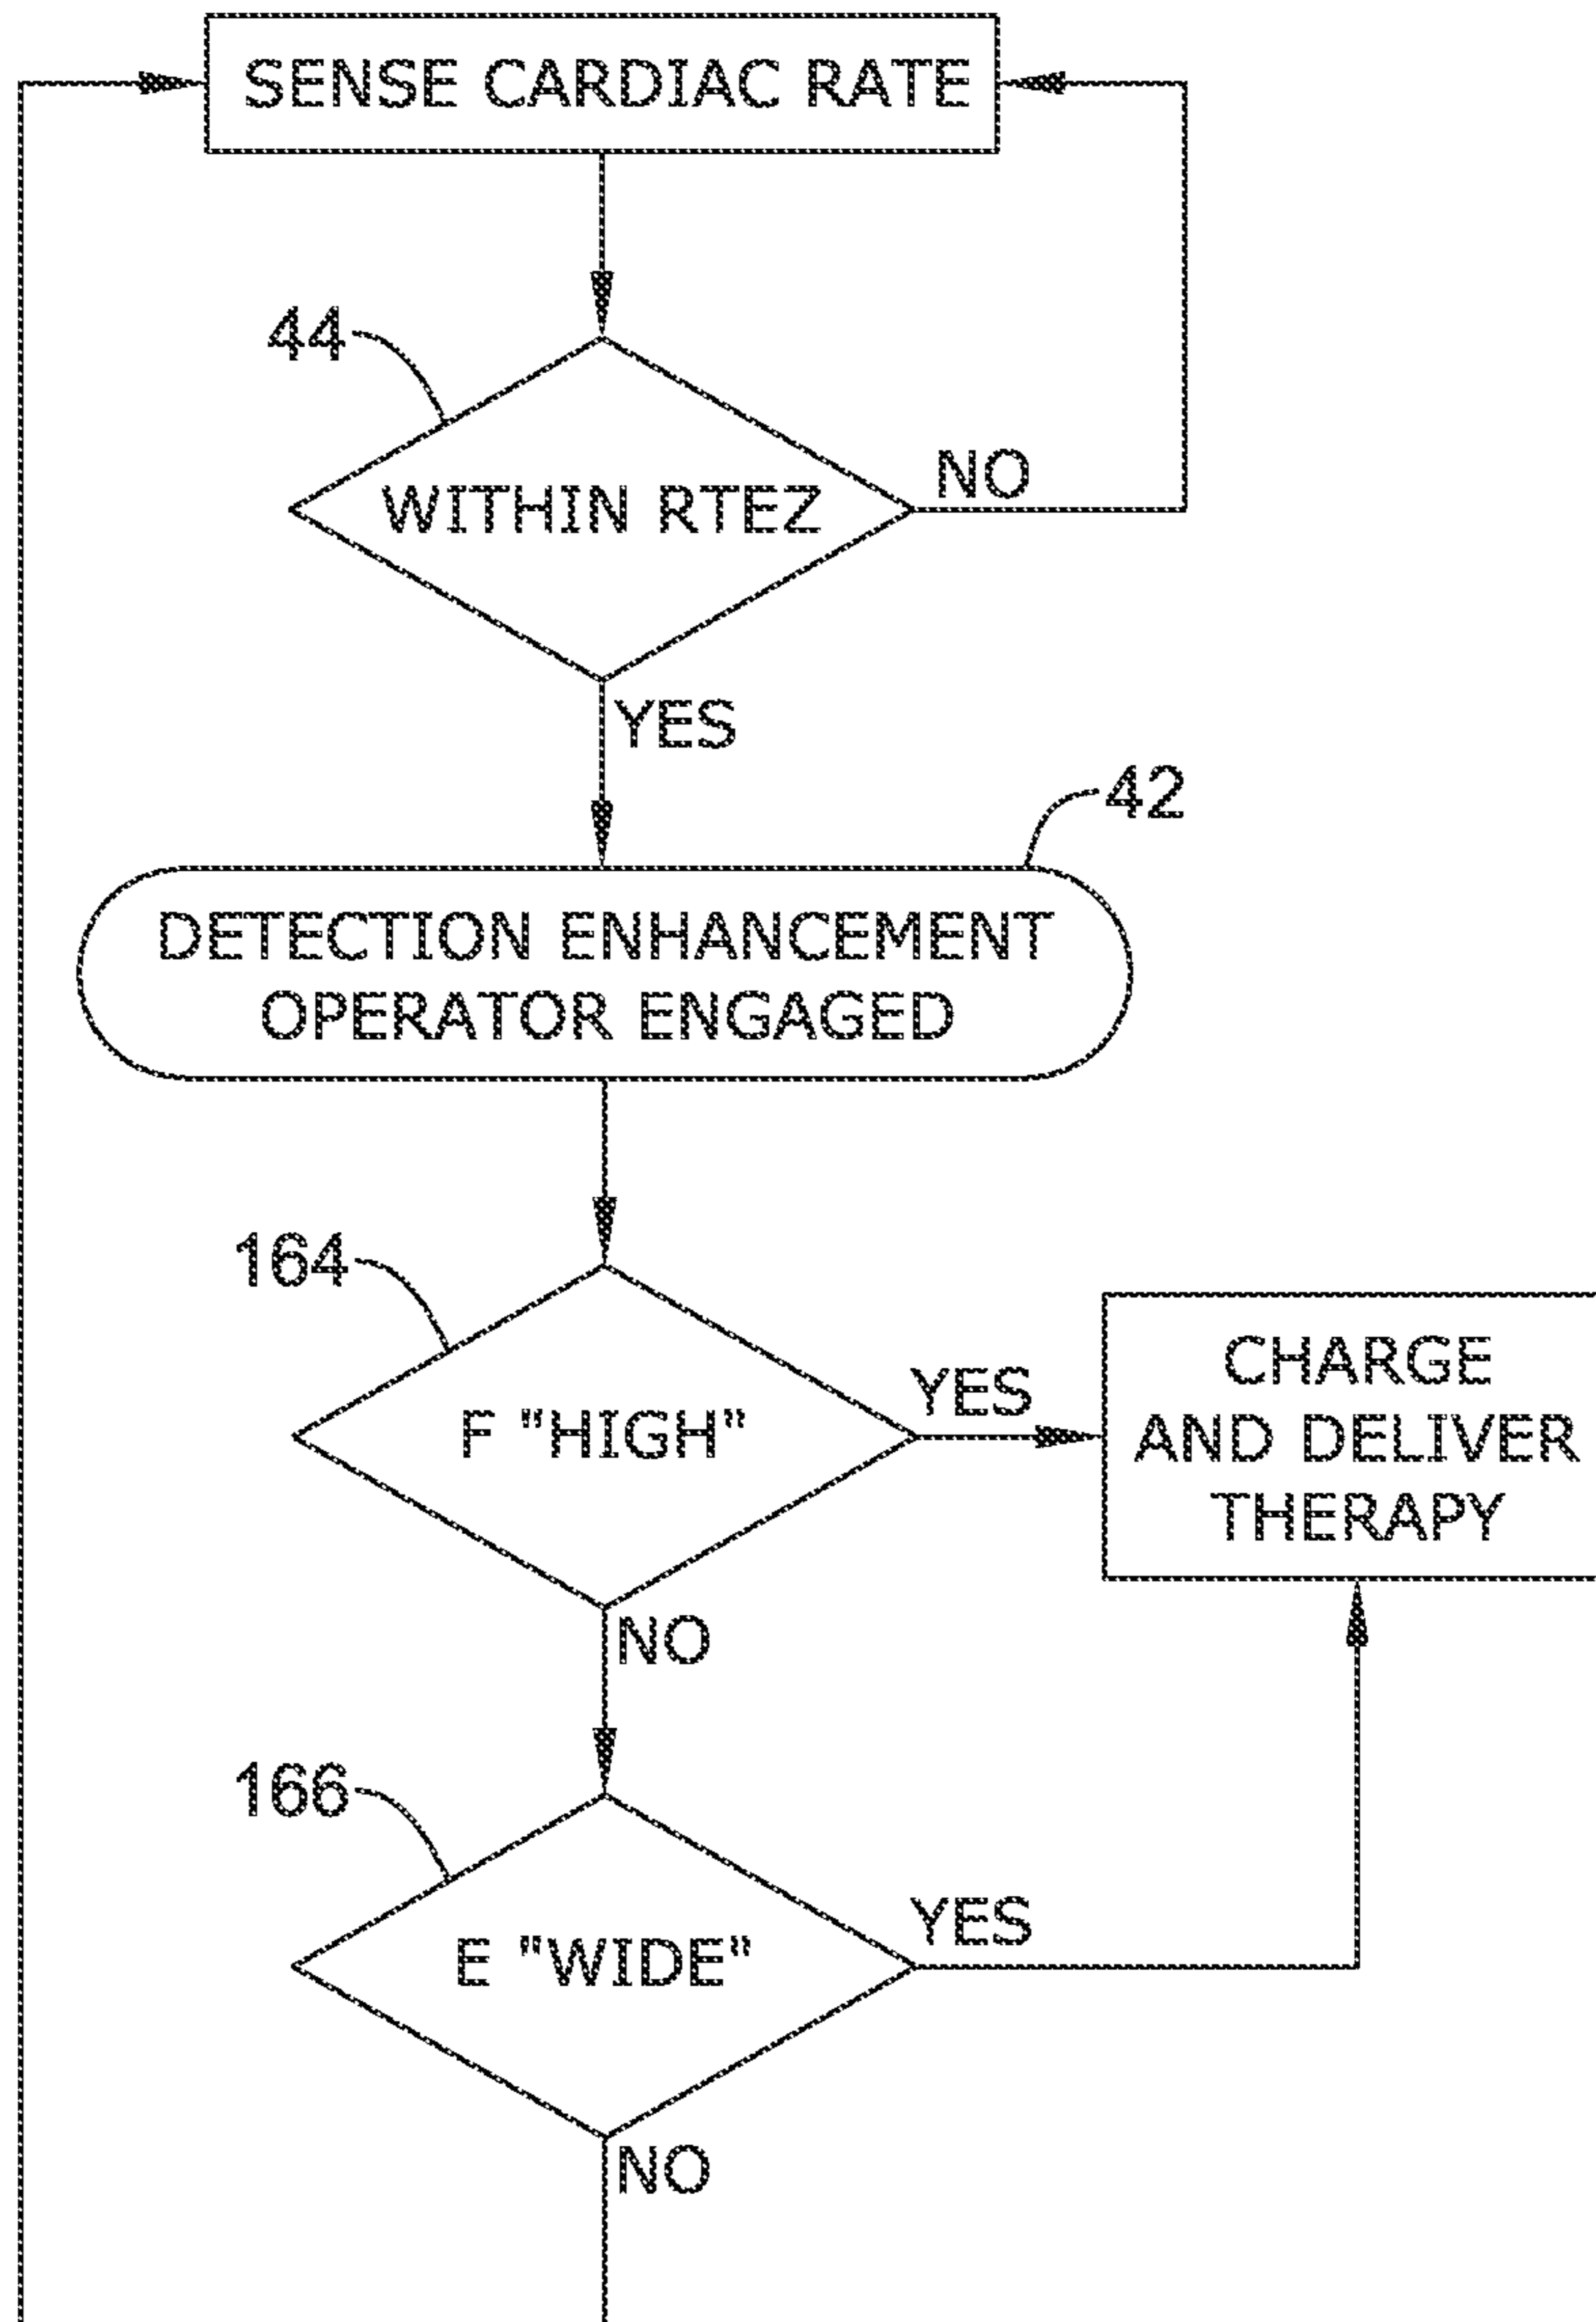 SENSE CARDIAC RATE
44
WITHIN RTEZ
NO
YES
42
DETECTION ENHANCEMENT
OPERATOR ENGAGED
164
F "HIGH"
YES
CHARGE
AND DELIVER
THERAPY
NO
166
E "WIDE"
YES
NO